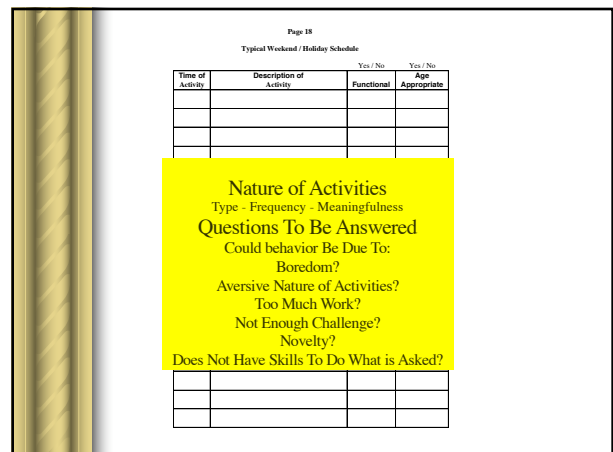 Page 18
Typical Weekend / Holiday Schedule
Yes / No Yes / No
Time of Activity Description of Activity Functional Age Appropriate
Nature of Activities
Type - Frequency - Meaningfulness
Questions To Be Answered
Could behavior Be Due To:
Boredom?
Aversive Nature of Activities?
Too Much Work?
Not Enough Challenge?
Novelty?
Does Not Have Skills To Do What is Asked?